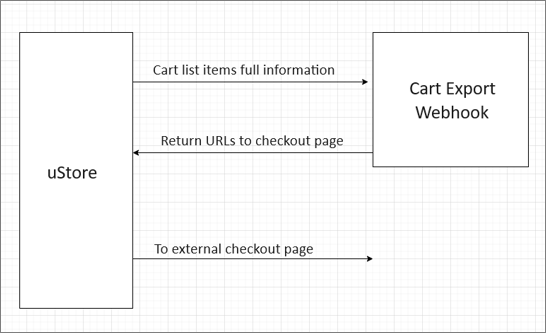 Cart list items full information
Cart Export
Webhook
Return URLs to checkout page
uStore
To external checkout page